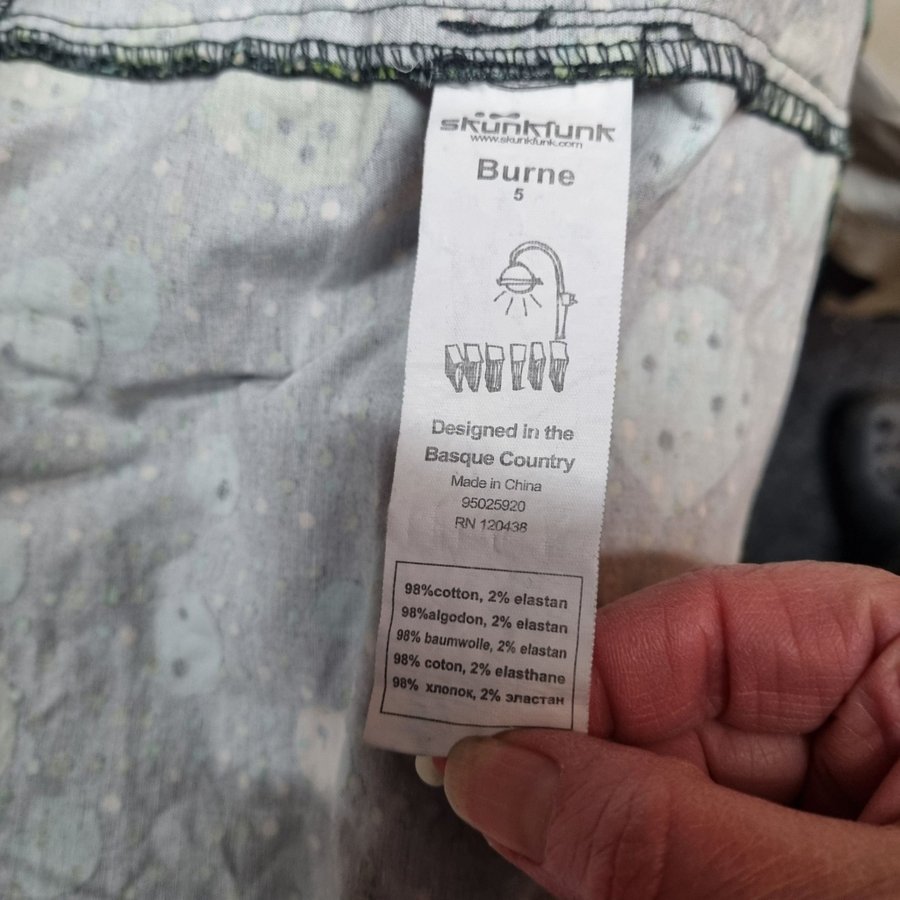 skunkfunk
www.skunkfunk.com
Burne
5
Designed in the
Basque Country
Made in China
95025920
RN 120438
98%cotton, 2% elastan
98%algodon, 2% elastan
98% baumwolle, 2% elastan
98% coton, 2% elasthane
98% хлопок, 2% эластан